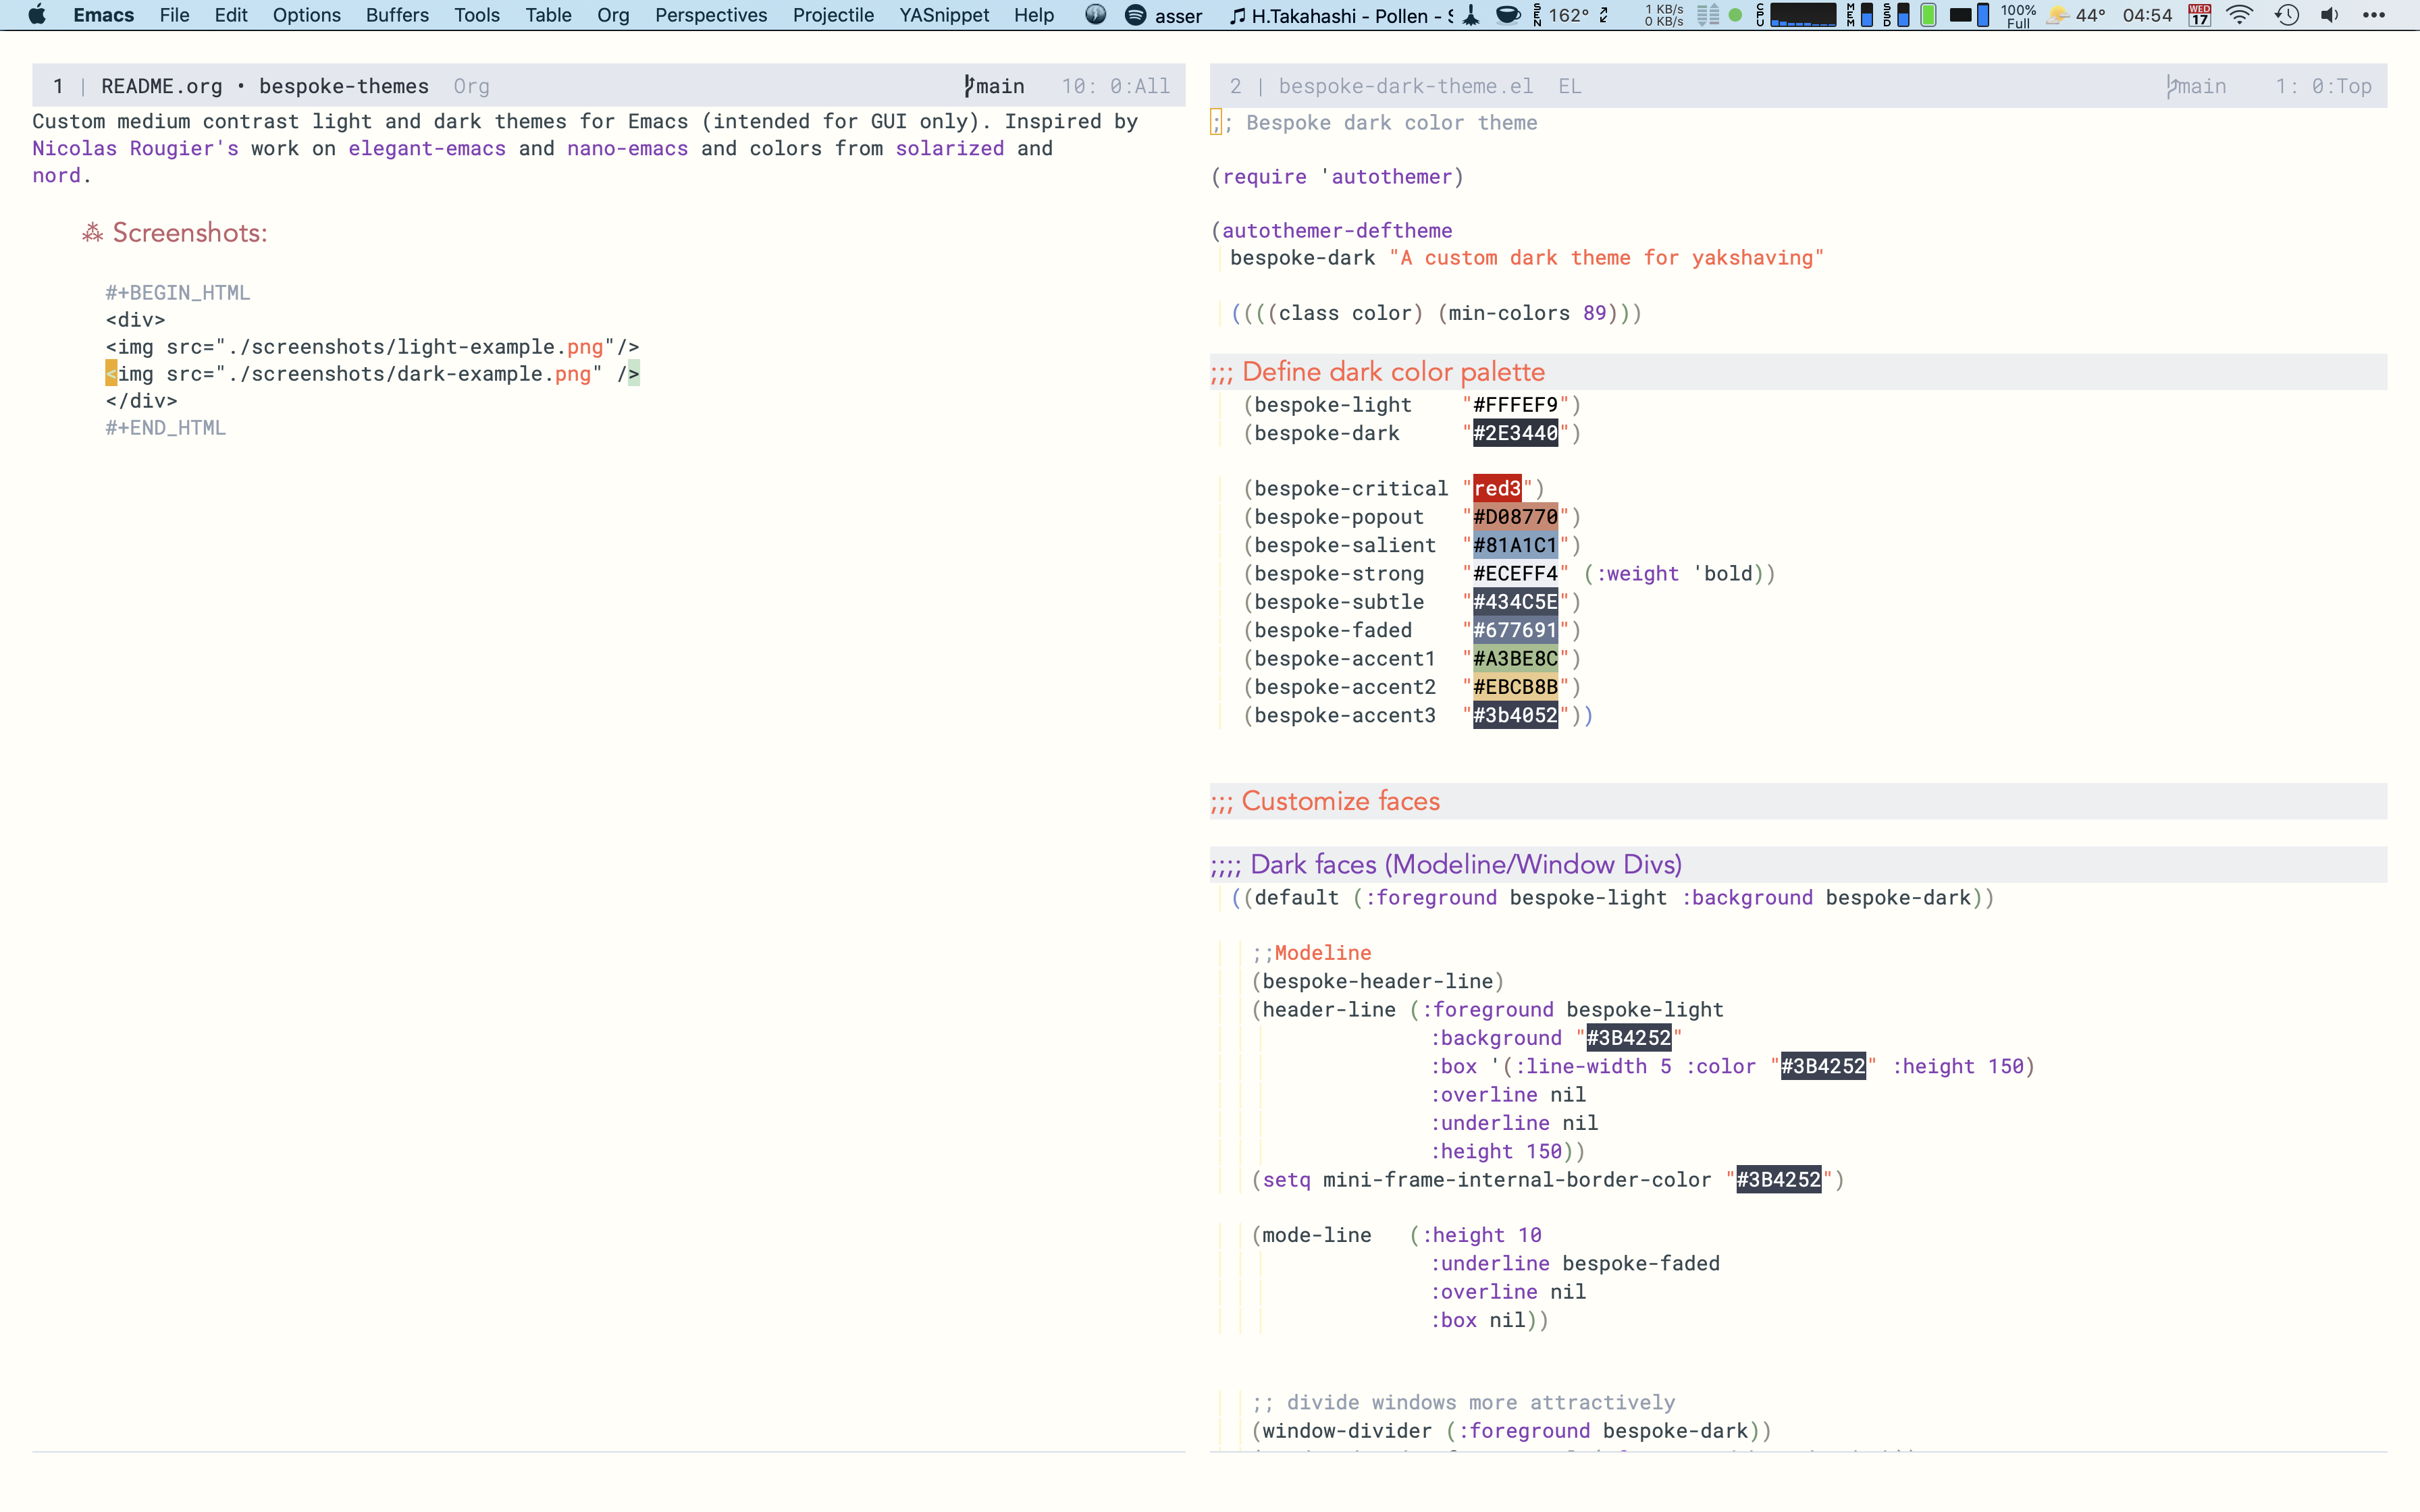 Emacs File Edit Options Buffers Tools Table Org Perspectives Projectile YASnippet Help asser ♫ H.Takahashi - Pollen - SEN 162° 1 KB/s 0 KB/s CPU MEM SSD 100% Full 44° 04:54 WED 17
1 | README.org • bespoke-themes Org main 10: 0:All
Custom medium contrast light and dark themes for Emacs (intended for GUI only). Inspired by
Nicolas Rougier's work on elegant-emacs and nano-emacs and colors from solarized and
nord.
⁂ Screenshots:
#+BEGIN_HTML
<div>
<img src="./screenshots/light-example.png"/>
<img src="./screenshots/dark-example.png" />
</div>
#+END_HTML
2 | bespoke-dark-theme.el EL main 1: 0:Top
;; Bespoke dark color theme
(require 'autothemer)
(autothemer-deftheme
bespoke-dark "A custom dark theme for yakshaving"
((((class color) (min-colors 89)))
;;; Define dark color palette
(bespoke-light "#FFFEF9")
(bespoke-dark "#2E3440")
(bespoke-critical "red3")
(bespoke-popout "#D08770")
(bespoke-salient "#81A1C1")
(bespoke-strong "#ECEFF4" (:weight 'bold))
(bespoke-subtle "#434C5E")
(bespoke-faded "#677691")
(bespoke-accent1 "#A3BE8C")
(bespoke-accent2 "#EBCB8B")
(bespoke-accent3 "#3b4052"))
;;; Customize faces
;;;; Dark faces (Modeline/Window Divs)
((default (:foreground bespoke-light :background bespoke-dark))
;;Modeline
(bespoke-header-line)
(header-line (:foreground bespoke-light
:background "#3B4252"
:box '(:line-width 5 :color "#3B4252" :height 150)
:overline nil
:underline nil
:height 150))
(setq mini-frame-internal-border-color "#3B4252")
(mode-line (:height 10
:underline bespoke-faded
:overline nil
:box nil))
;; divide windows more attractively
(window-divider (:foreground bespoke-dark))